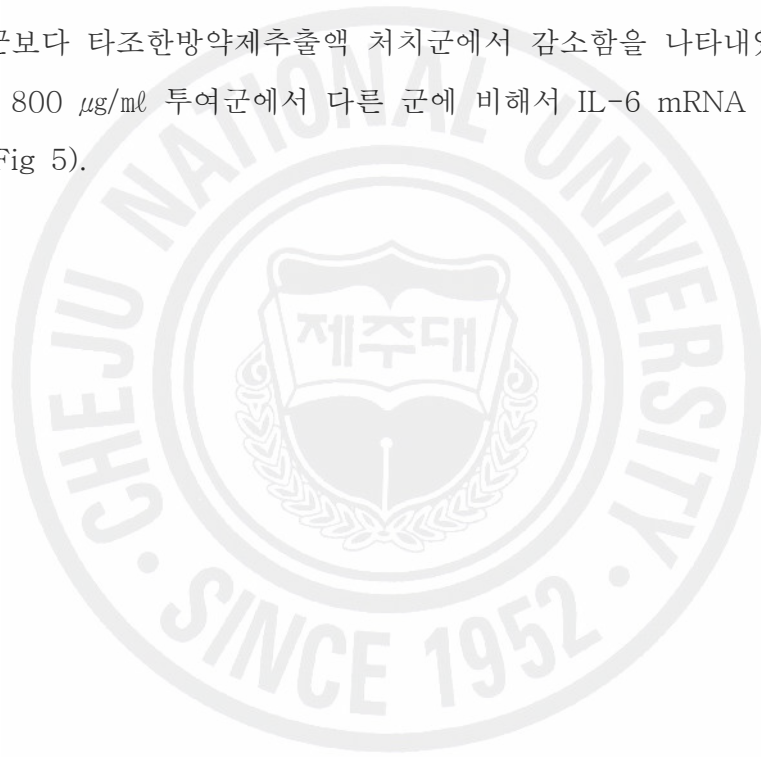 군보다 타조한방약제추출액 처치군에서 감소함을 나타내었
800 ㎍/㎖ 투여군에서 다른 군에 비해서 IL-6 mRNA
Fig 5).
CHEJU NATIONAL UNIVERSITY
제주대
· SINCE 1952 ·